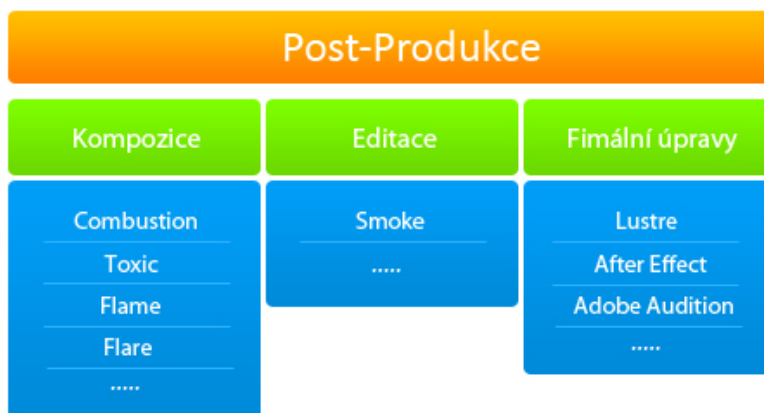 Post-Produkce
Kompozice
Combustion
Toxic
Flame
Flare
.....
Editace
Smoke
.....
Fimální úpravy
Lustre
After Effect
Adobe Audition
.....